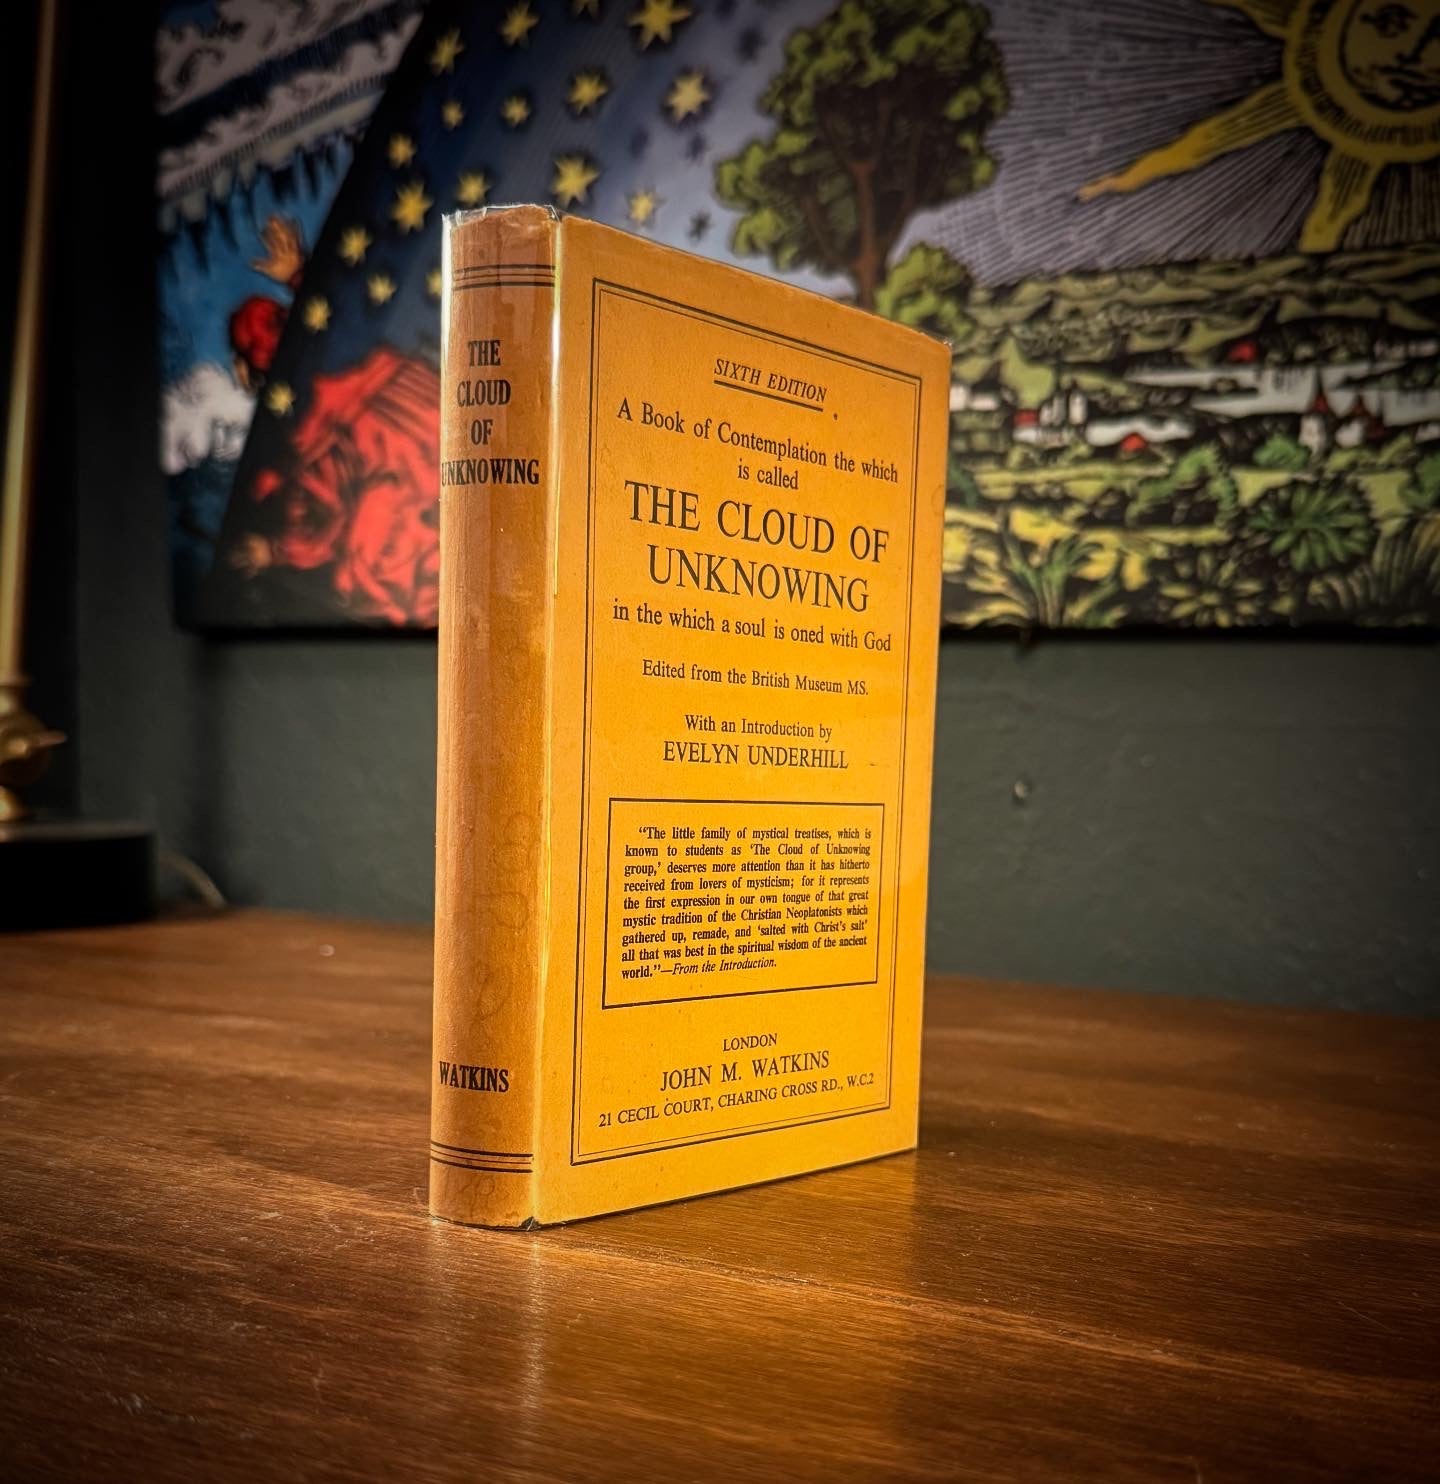 THE
CLOUD
OF
UNKNOWING
WATKINS
SIXTH EDITION
A Book of Contemplation the which
is called
THE CLOUD OF
UNKNOWING
in the which a soul is oned with God
Edited from the British Museum MS.
With an Introduction by
EVELYN UNDERHILL
“The little family of mystical treatises, which is
known to students as ‘The Cloud of Unknowing
group,’ deserves more attention than it has hitherto
received from lovers of mysticism; for it represents
the first expression in our own tongue of that great
mystic tradition of the Christian Neoplatonists which
gathered up, remade, and ‘salted with Christ’s salt’
all that was best in the spiritual wisdom of the ancient
world.”—From the Introduction.
LONDON
JOHN M. WATKINS
21 CECIL COURT, CHARING CROSS RD., W.C.2